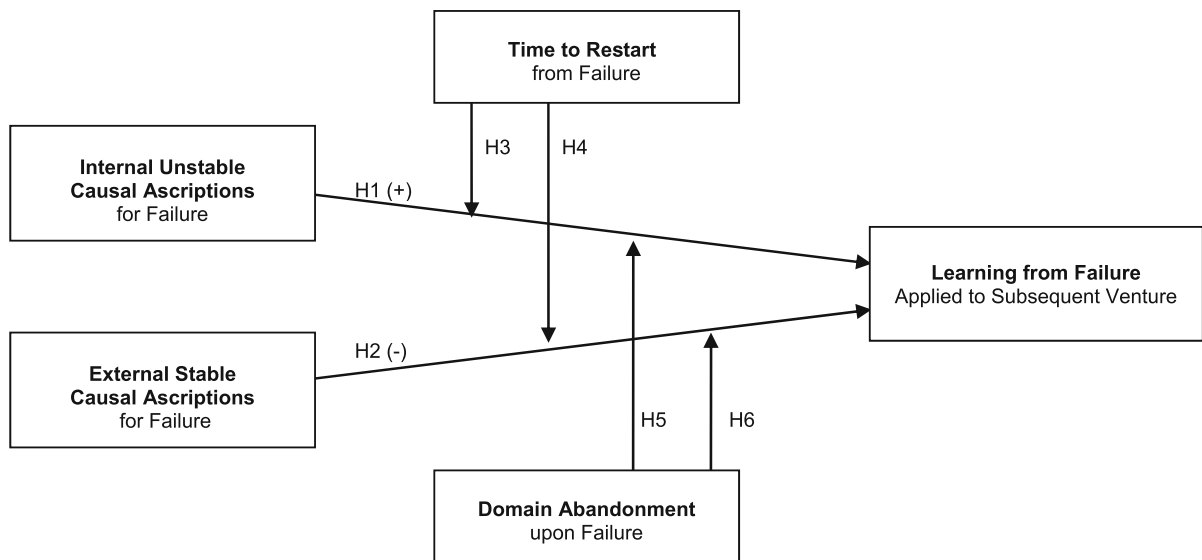 Time to Restart
from Failure
Internal Unstable
Causal Ascriptions
for Failure
H3
H4
H1 (+)
Learning from Failure
Applied to Subsequent Venture
External Stable
Causal Ascriptions
for Failure
H2 (-)
H5
H6
Domain Abandonment
upon Failure